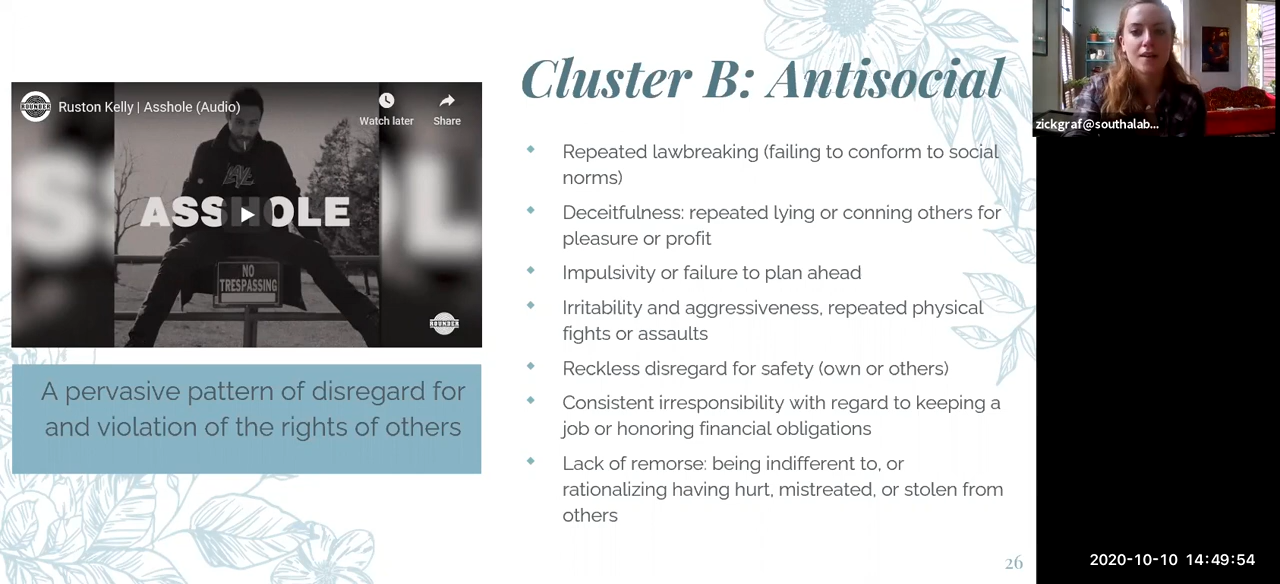 Ruston Kelly | Asshole (Audio)
ROUNDER
Watch later
Share
ASSHOLE
NO
TRESPASSING
ROUNDER
A pervasive pattern of disregard for
and violation of the rights of others
Cluster B: Antisocial
Repeated lawbreaking (failing to conform to social
norms)
Deceitfulness: repeated lying or conning others for
pleasure or profit
Impulsivity or failure to plan ahead
Irritability and aggressiveness, repeated physical
fights or assaults
Reckless disregard for safety (own or others)
Consistent irresponsibility with regard to keeping a
job or honoring financial obligations
Lack of remorse: being indifferent to, or
rationalizing having hurt, mistreated, or stolen from
others
26
zickgraf@southalab...
2020-10-10 14:49:54